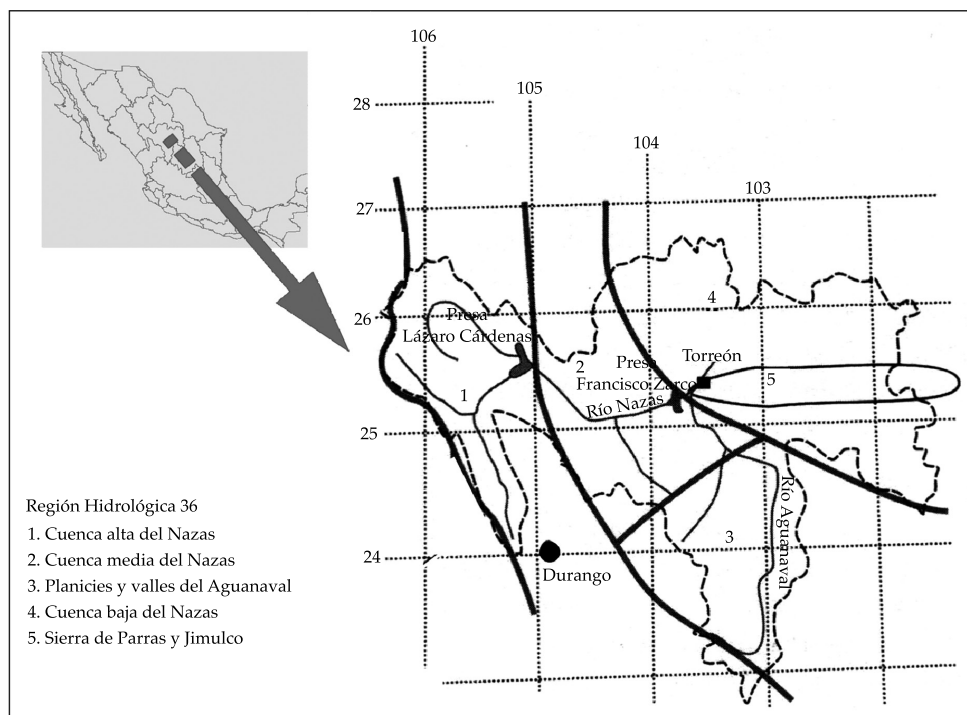 106
105
28
104
103
27
4
26
Presa
Lázaro Cárdenas
2
Presa
Francisco Zarco
Torreón
5
1
Río Nazas
25
Río Aguanaval
3
24
Durango
Región Hidrológica 36
1. Cuenca alta del Nazas
2. Cuenca media del Nazas
3. Planicies y valles del Aguanaval
4. Cuenca baja del Nazas
5. Sierra de Parras y Jimulco